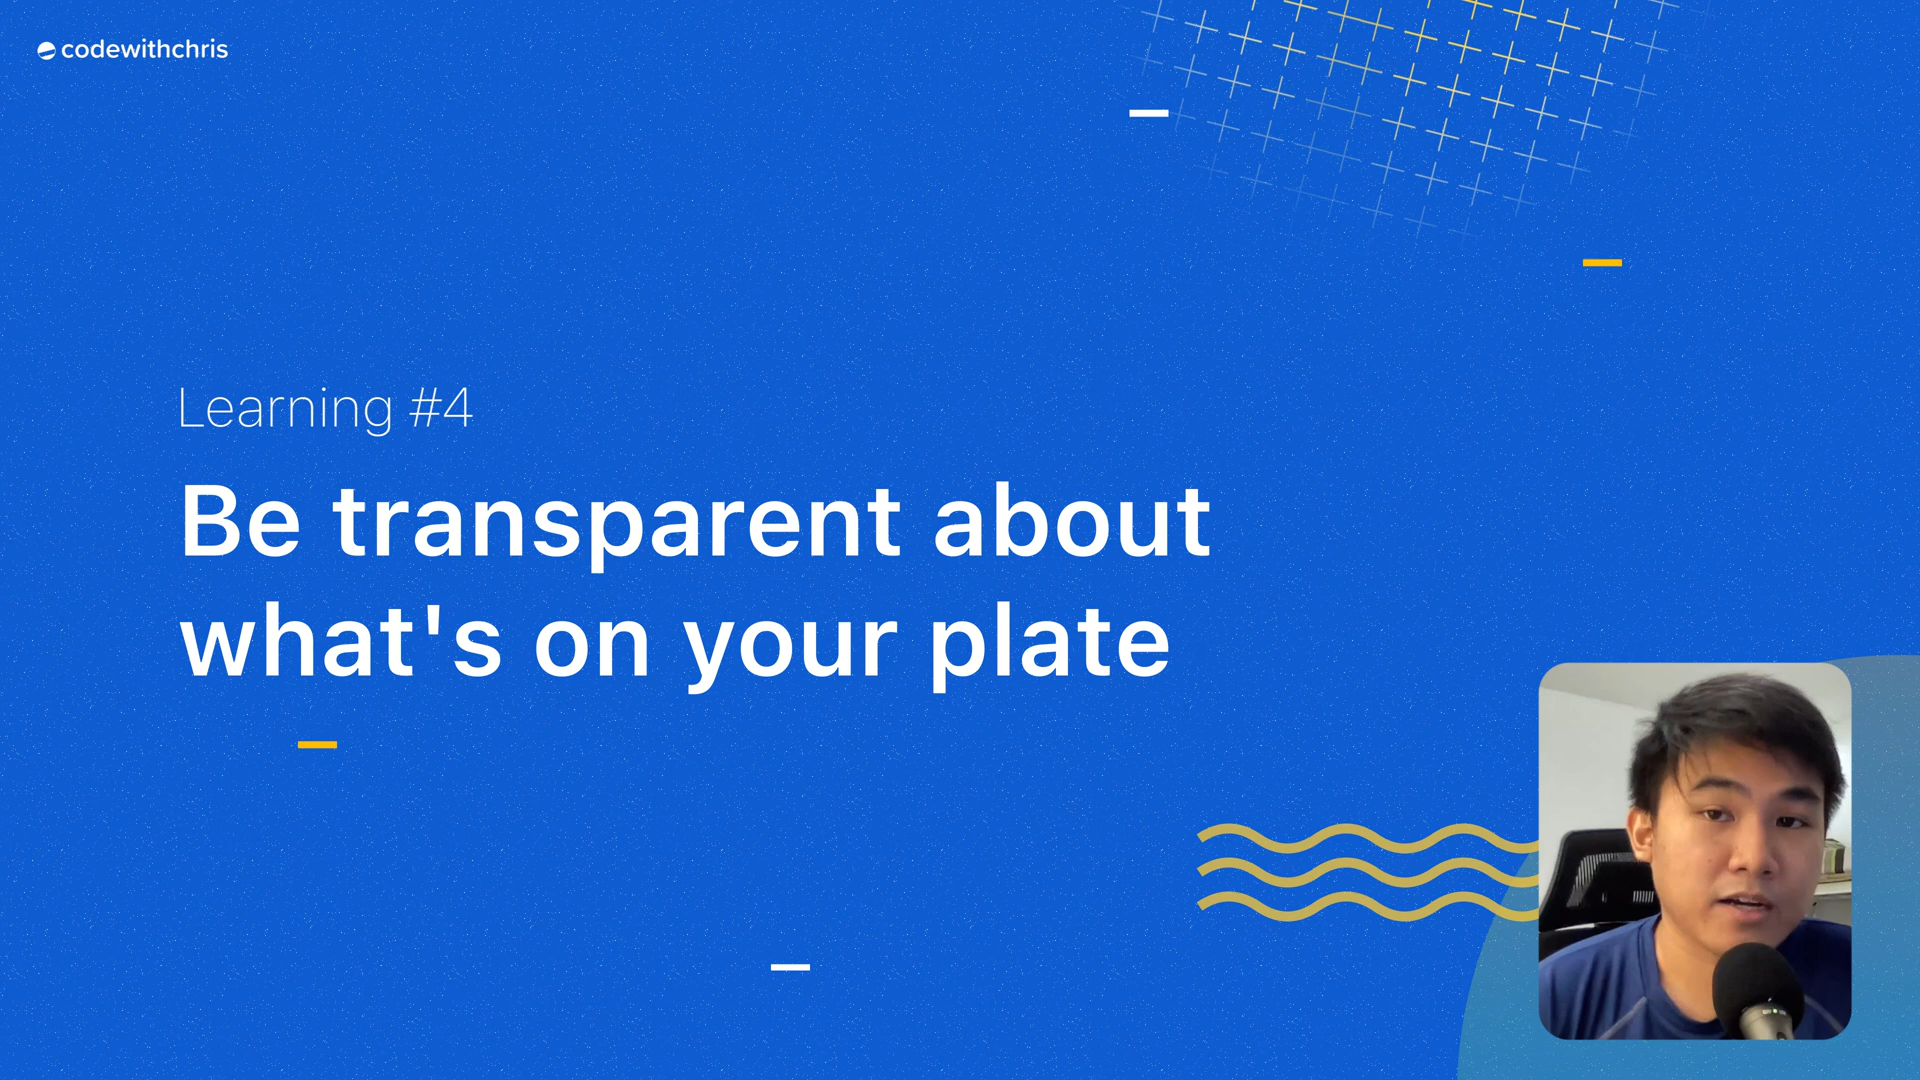 codewithchris
Learning #4
Be transparent about
what's on your plate